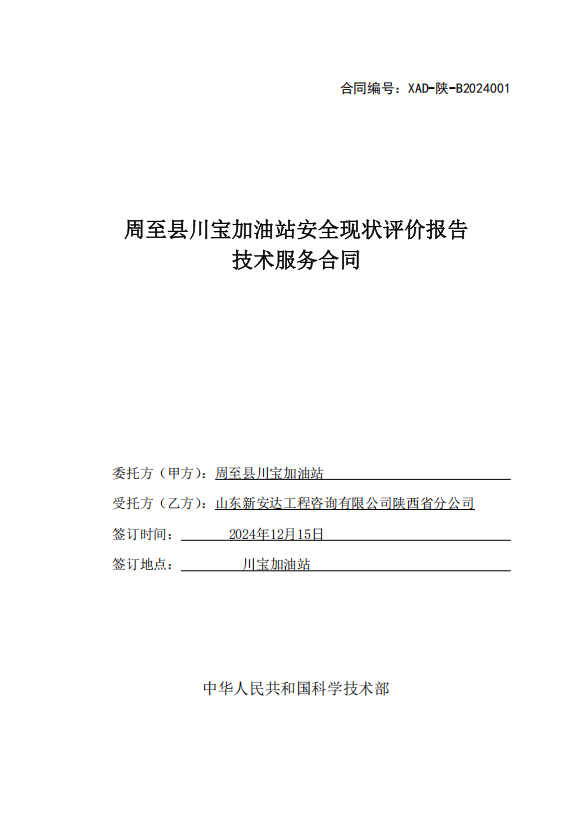 合同编号：XAD-陕-B2024001
周至县川宝加油站安全现状评价报告
技术服务合同
委托方（甲方）：周至县川宝加油站
受托方（乙方）：山东新安达工程咨询有限公司陕西省分公司
签订时间： 2024年12月15日
签订地点： 川宝加油站
中华人民共和国科学技术部